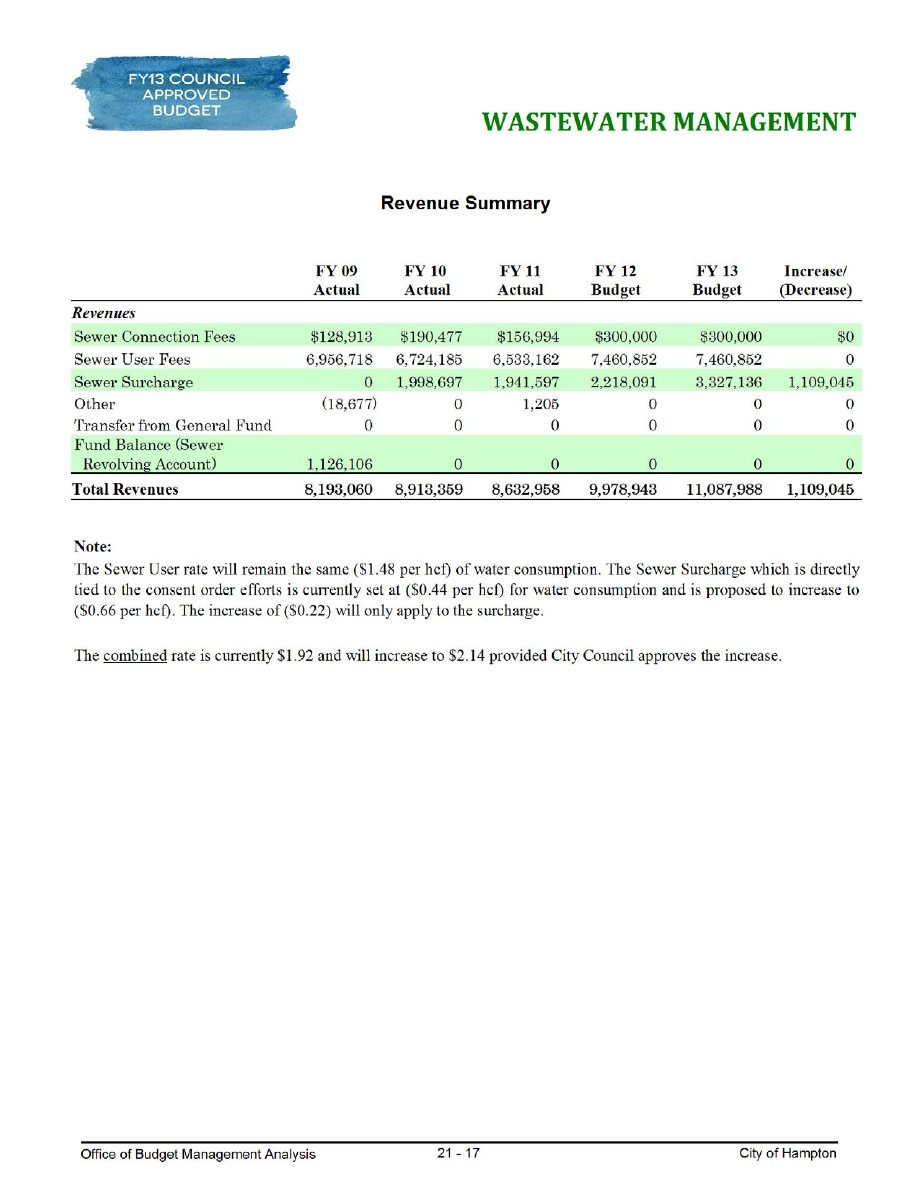 FY13 COUNCIL
APPROVED
BUDGET
WASTEWATER MANAGEMENT
Revenue Summary
FY 09 FY 10 FY 11 FY 12 FY 13 Increase/
Actual Actual Actual Budget Budget (Decrease)
Revenues
Sewer Connection Fees $128,913 $190,477 $156,994 $300,000 $300,000 $0
Sewer User Fees 6,956,718 6,724,185 6,533,162 7,460,852 7,460,852 0
Sewer Surcharge 0 1,998,697 1,941,597 2,218,091 3,327,136 1,109,045
Other (18,677) 0 1,205 0 0 0
Transfer from General Fund 0 0 0 0 0 0
Fund Balance (Sewer
Revolving Account) 1,126,106 0 0 0 0 0
Total Revenues 8,193,060 8,913,359 8,632,958 9,978,943 11,087,988 1,109,045
Note:
The Sewer User rate will remain the same ($1.48 per hcf) of water consumption. The Sewer Surcharge which is directly
tied to the consent order efforts is currently set at ($0.44 per hcf) for water consumption and is proposed to increase to
($0.66 per hcf). The increase of ($0.22) will only apply to the surcharge.
The combined rate is currently $1.92 and will increase to $2.14 provided City Council approves the increase.
Office of Budget Management Analysis 21 - 17 City of Hampton